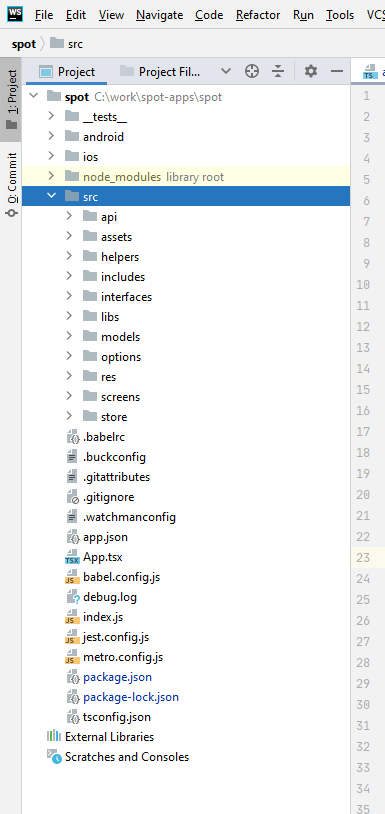 WS File Edit View Navigate Code Refactor Run Tools VCS
spot src
1: Project
0: Commit
Project Project Fil...
spot C:\work\spot-apps\spot
__tests__
android
ios
node_modules library root
src
api
assets
helpers
includes
interfaces
libs
models
options
res
screens
store
.babelrc
.buckconfig
.gitattributes
.gitignore
.watchmanconfig
app.json
TSX App.tsx
JS babel.config.js
debug.log
JS index.js
JS jest.config.js
JS metro.config.js
package.json
package-lock.json
tsconfig.json
External Libraries
Scratches and Consoles
1
2
3
4
5
6
7
8
9
10
11
12
13
14
15
16
17
18
19
20
21
22
23
24
25
26
27
28
29
30
31
32
33
34
35